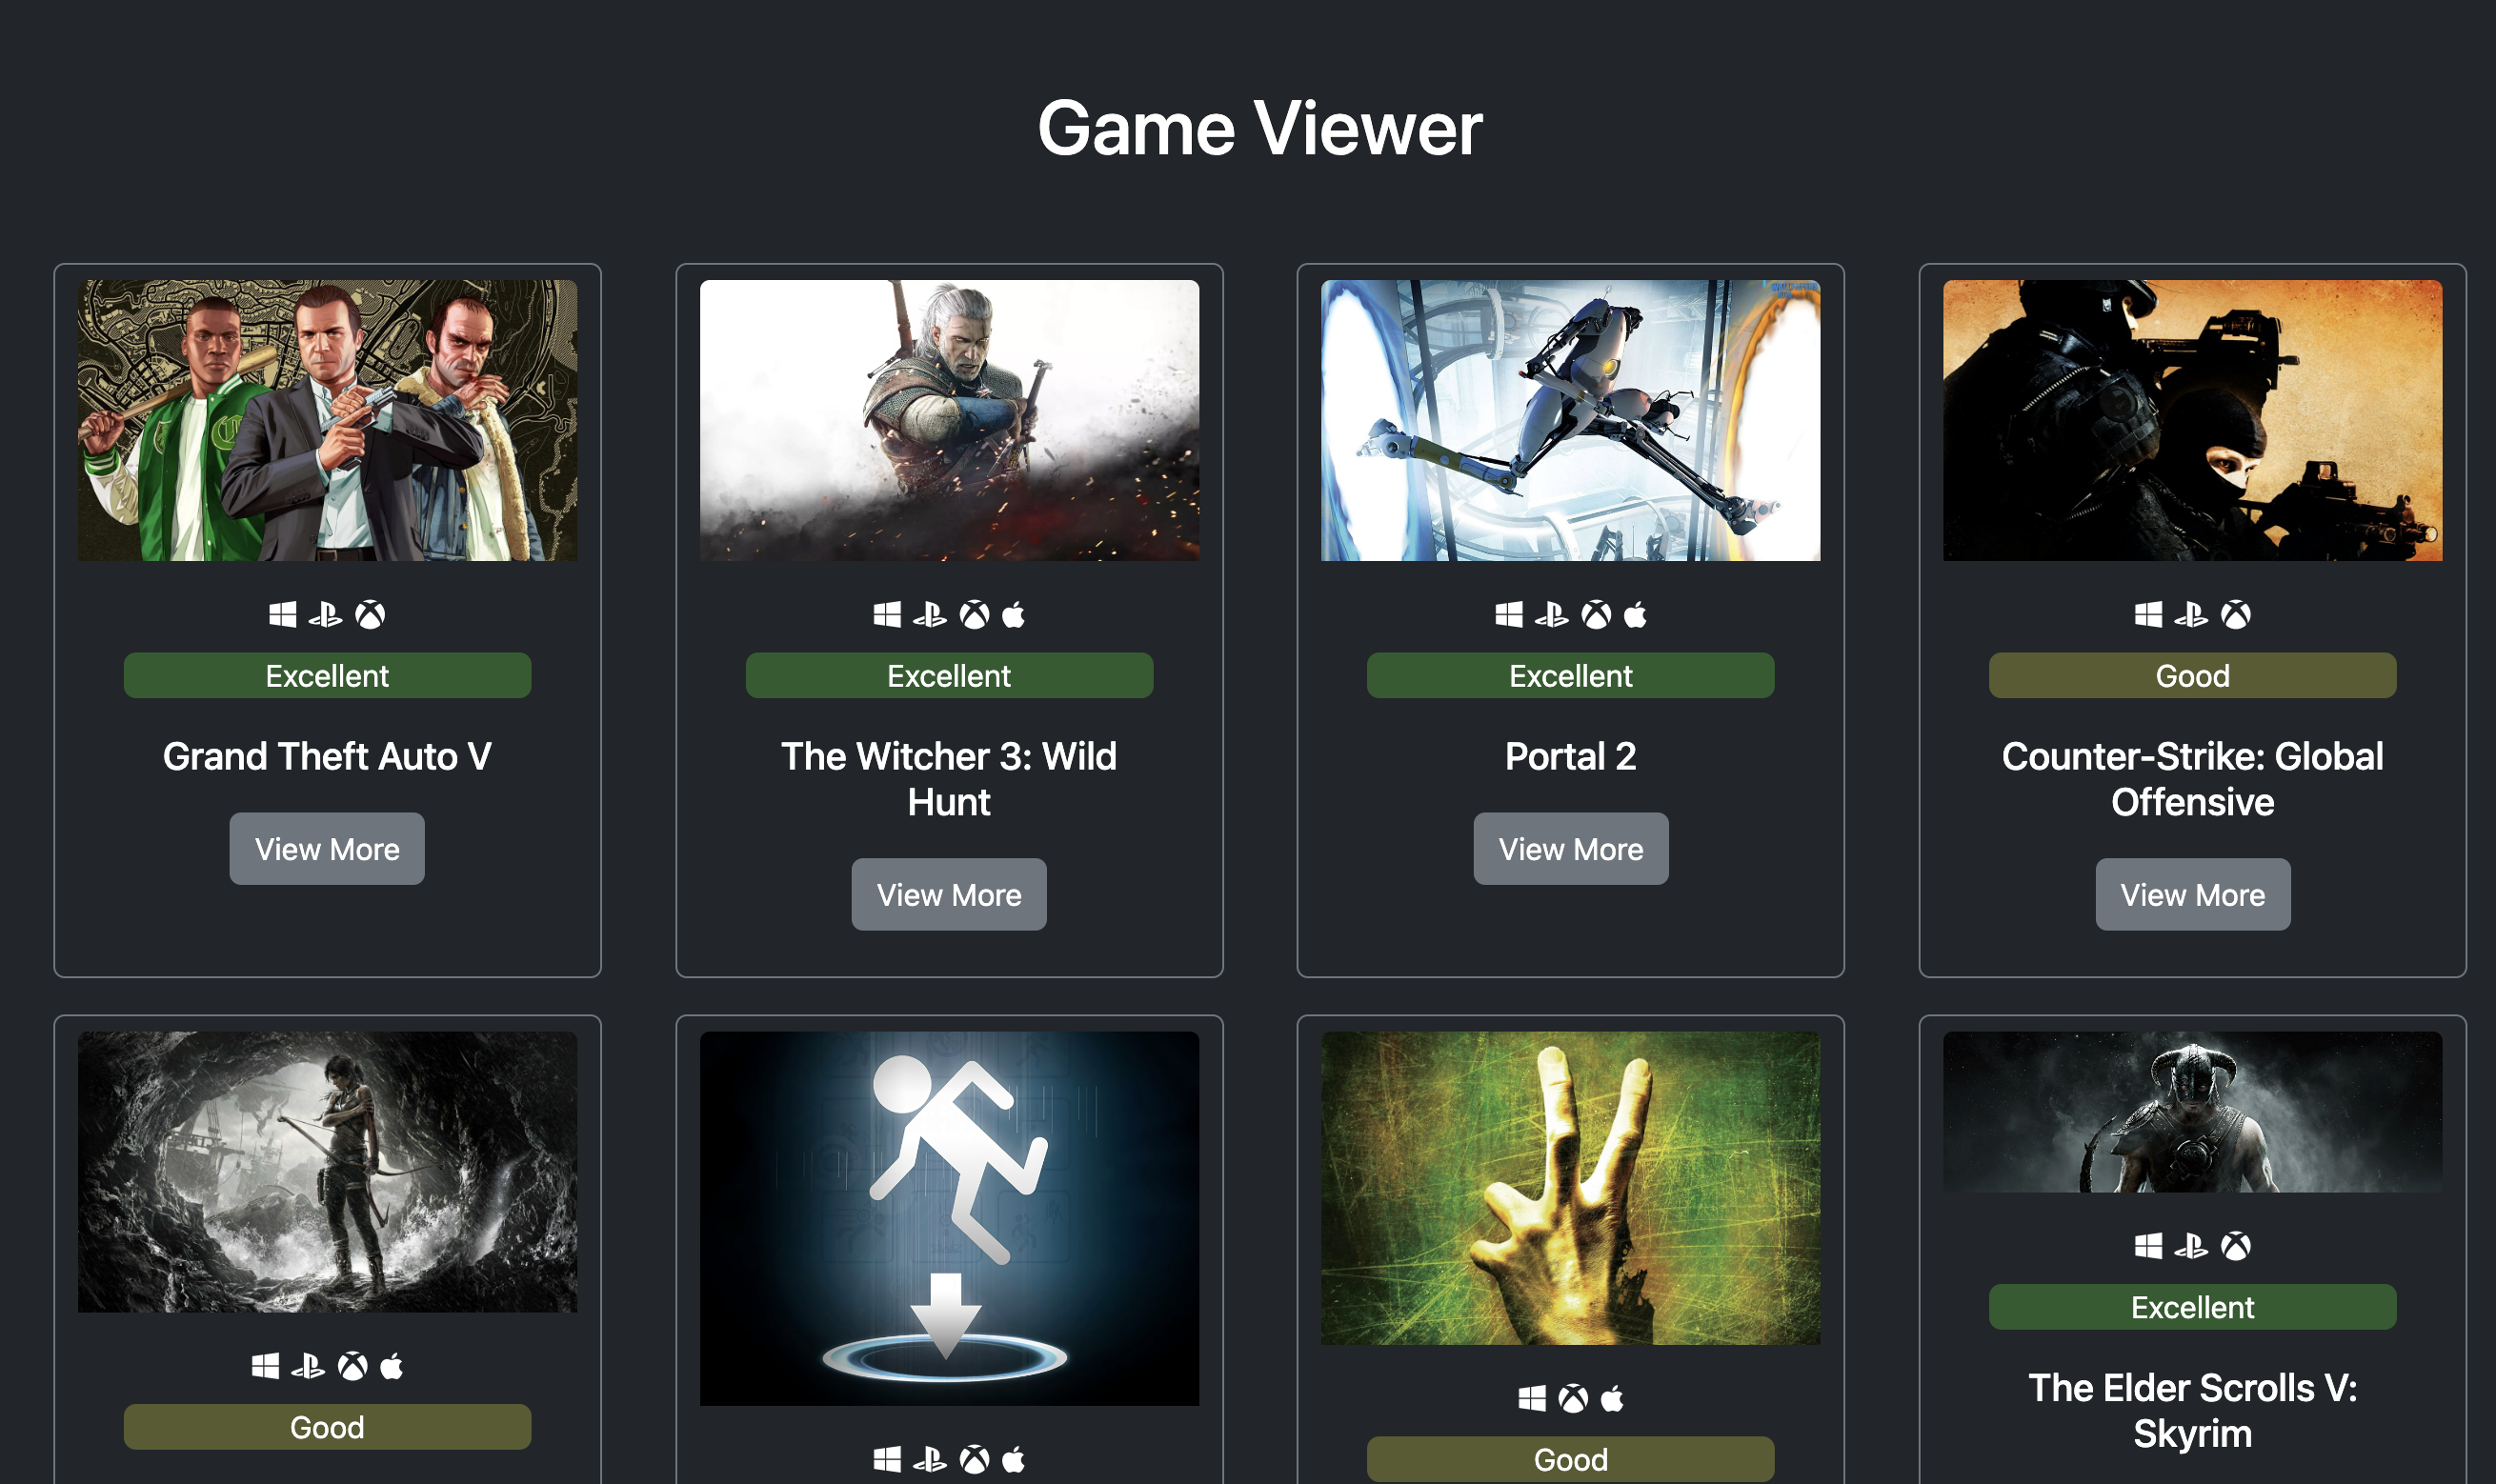 Game Viewer
Excellent
Excellent
Excellent
Good
Grand Theft Auto V
The Witcher 3: Wild
Hunt
Portal 2
Counter-Strike: Global
Offensive
View More
View More
View More
View More
Excellent
The Elder Scrolls V:
Skyrim
Good
Good